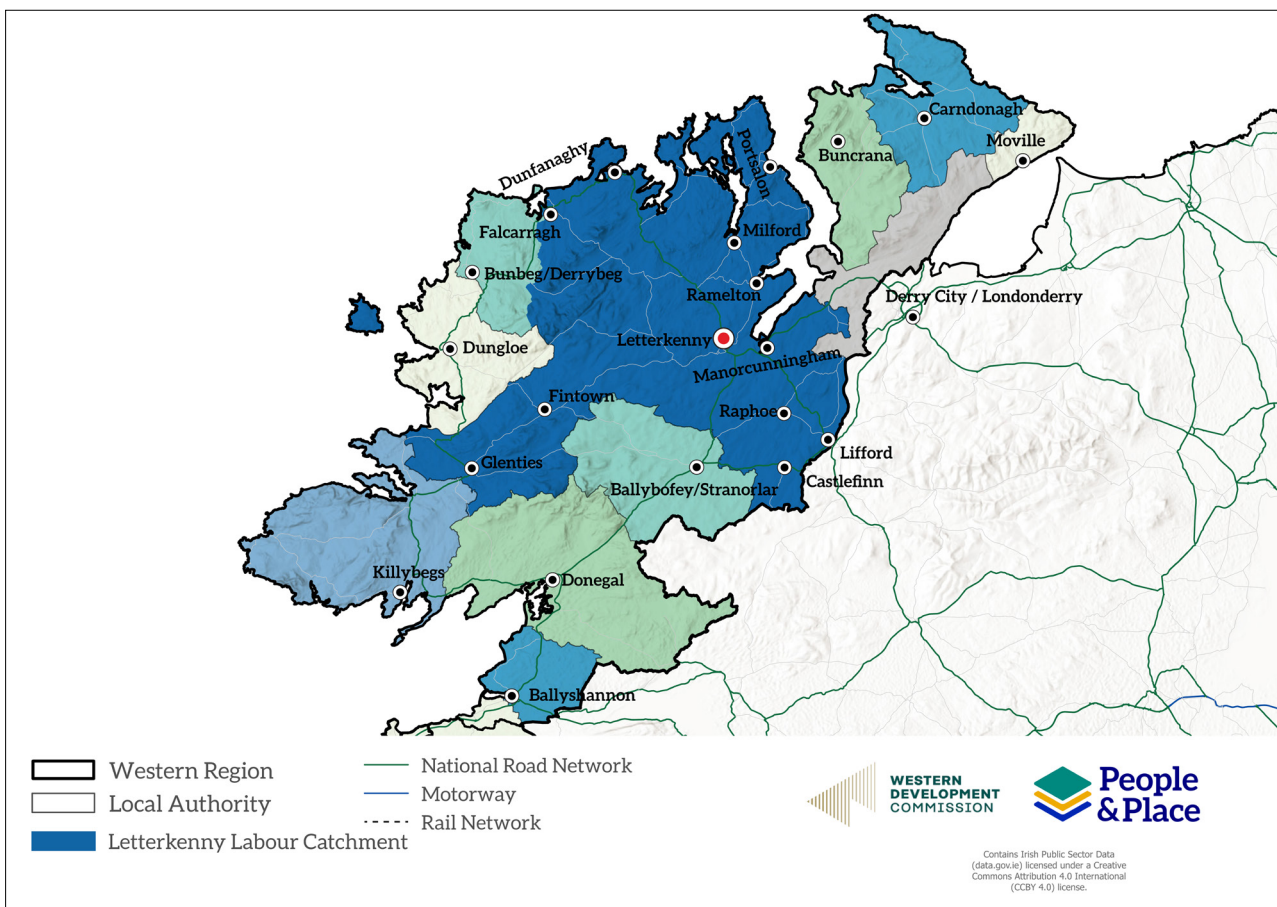 Carndonagh
Portsalon
Buncrana
Moville
Dunfanaghy
Falcarragh
Milford
Bunbeg/Derrybeg
Ramelton
Derry City / Londonderry
Letterkenny
Dungloe
Manorcunningham
Fintown
Raphoe
Lifford
Glenties
Castlefinn
Ballybofey/Stranorlar
Killybegs
Donegal
Ballyshannon
Western Region
Local Authority
Letterkenny Labour Catchment
National Road Network
Motorway
Rail Network
WESTERN
DEVELOPMENT
COMMISSION
People
&Place
Contains Irish Public Sector Data
(data.gov.ie) licensed under a Creative
Commons Attribution 4.0 International
(CCBY 4.0) license.